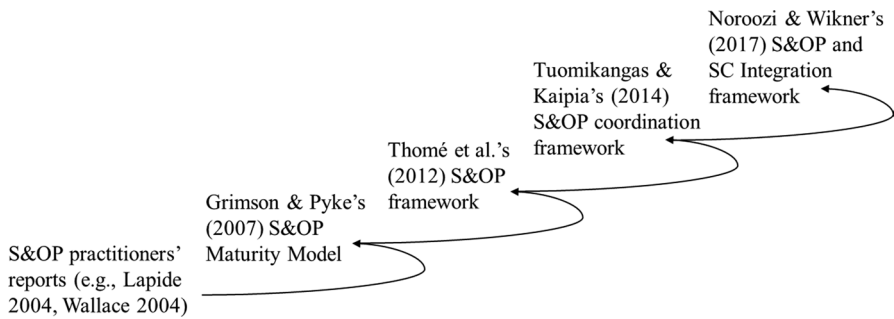 Noroozi & Wikner's
(2017) S&OP and
SC Integration
framework
Tuomikangas &
Kaipia's (2014)
S&OP coordination
framework
Thomé et al.'s
(2012) S&OP
framework
Grimson & Pyke's
(2007) S&OP
Maturity Model
S&OP practitioners'
reports (e.g., Lapide
2004, Wallace 2004)